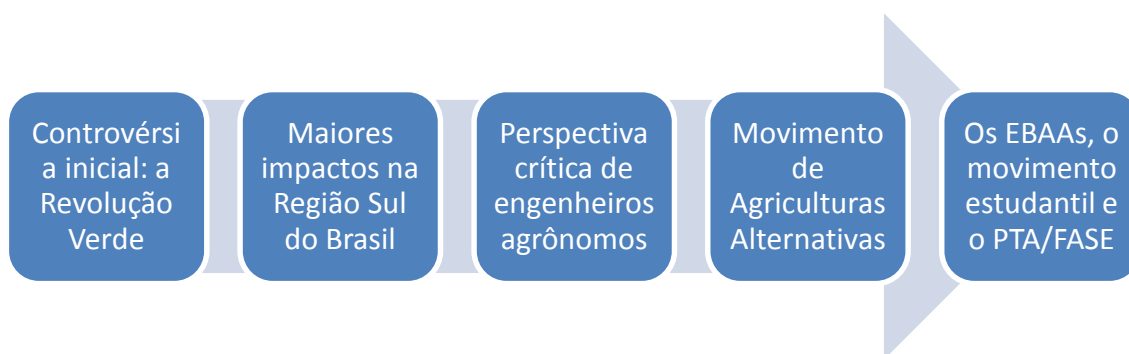 Controvérsi
a inicial: a
Revolução
Verde
Maiores
impactos na
Região Sul
do Brasil
Perspectiva
crítica de
engenheiros
agrônomos
Movimento
de
Agriculturas
Alternativas
Os EBAAs, o
movimento
estudantil e
o PTA/FASE